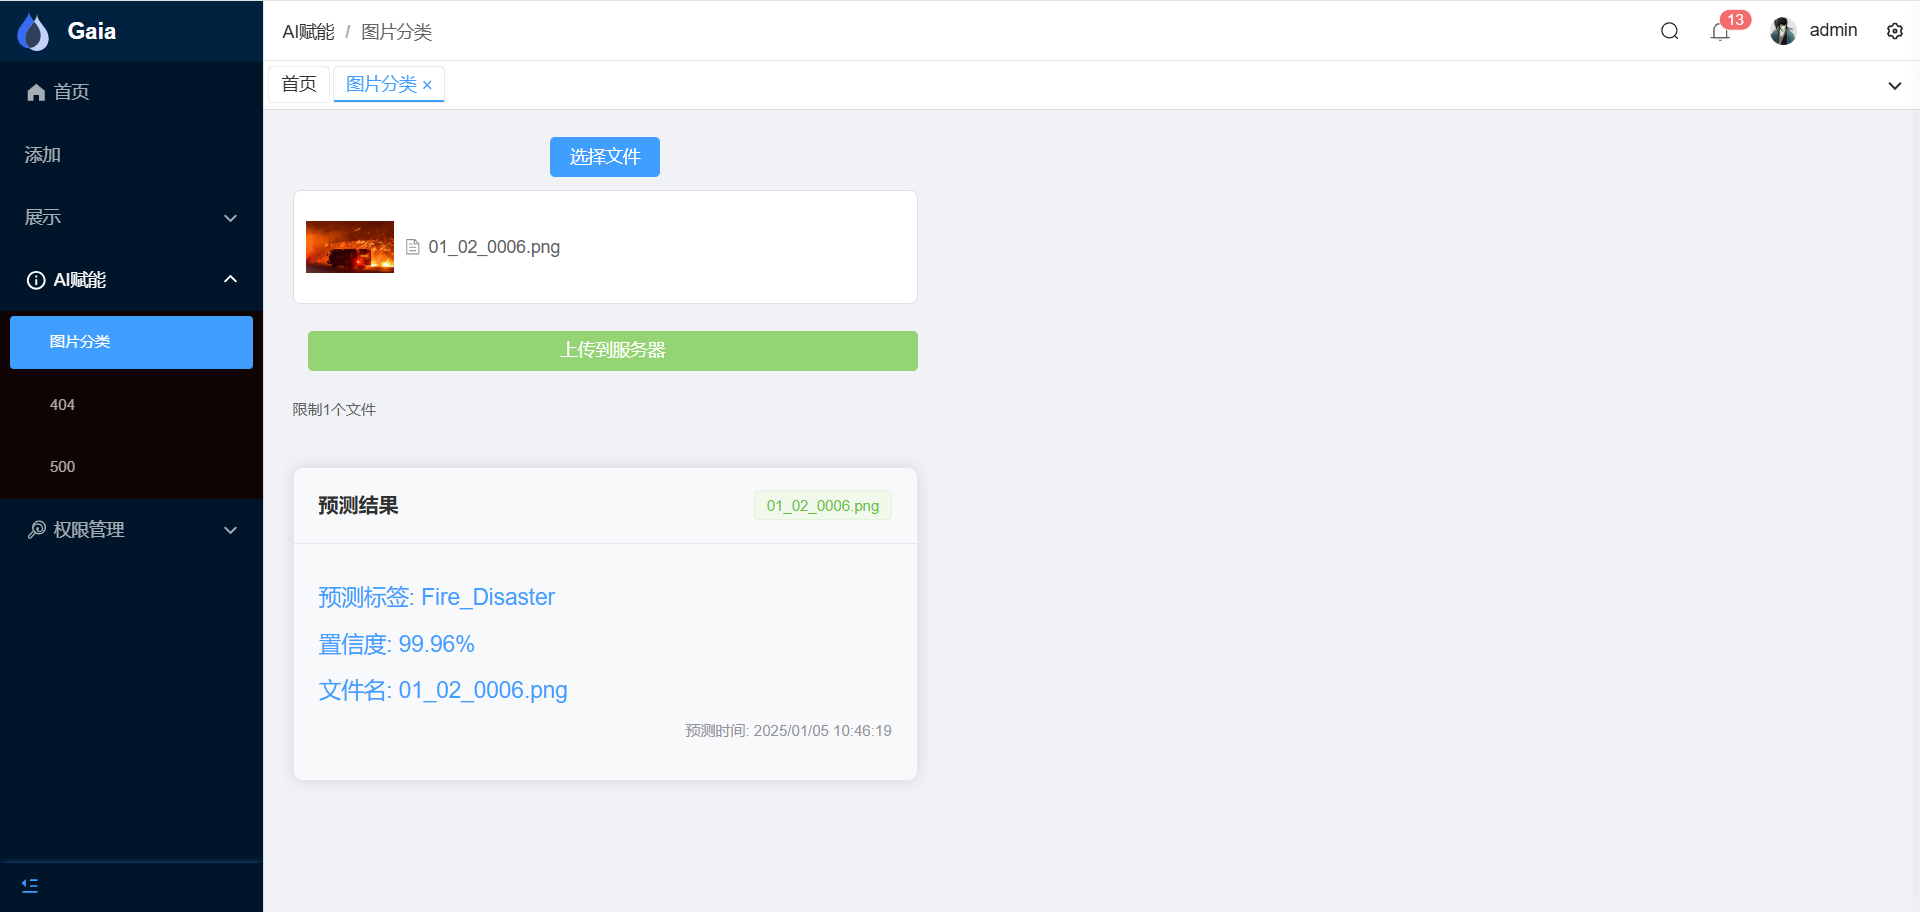 Gaia
AI赋能 / 图片分类
13
admin
首页
图片分类
首页
添加
展示
AI赋能
图片分类
404
500
权限管理
选择文件
01_02_0006.png
上传到服务器
限制1个文件
预测结果
01_02_0006.png
预测标签: Fire_Disaster
置信度: 99.96%
文件名: 01_02_0006.png
预测时间: 2025/01/05 10:46:19